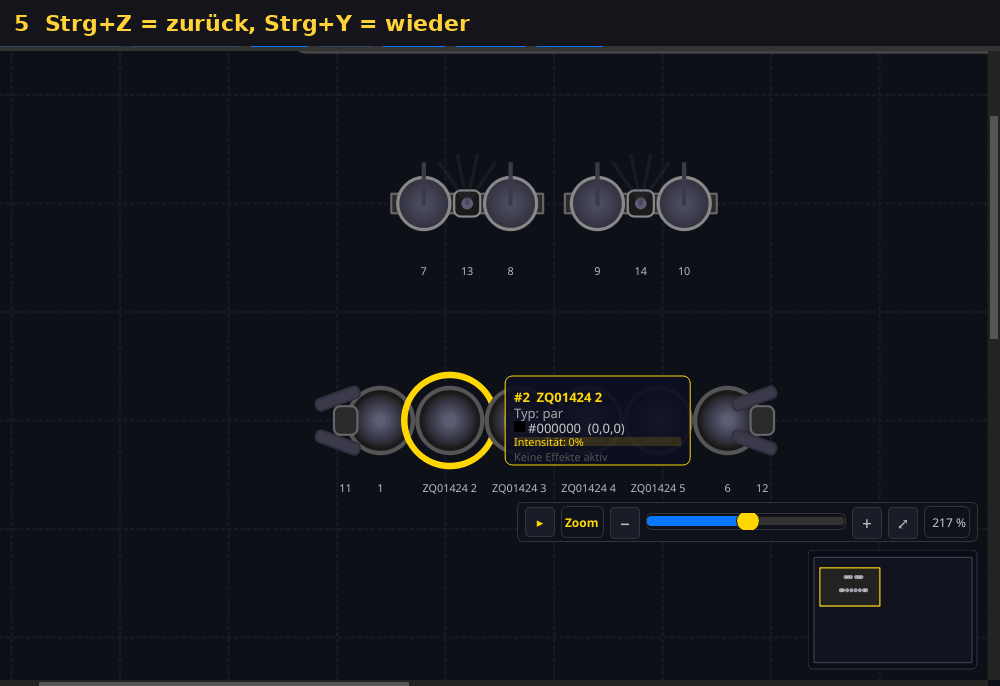 5 Strg+Z = zurück, Strg+Y = wieder
7 13 8 9 14 10
#2 ZQ01424 2
Typ: par
#000000 (0,0,0)
Intensität: 0%
Keine Effekte aktiv
11 1 ZQ01424 2 ZQ01424 3 ZQ01424 4 ZQ01424 5 6 12
▸ Zoom − + ⤢ 217 %